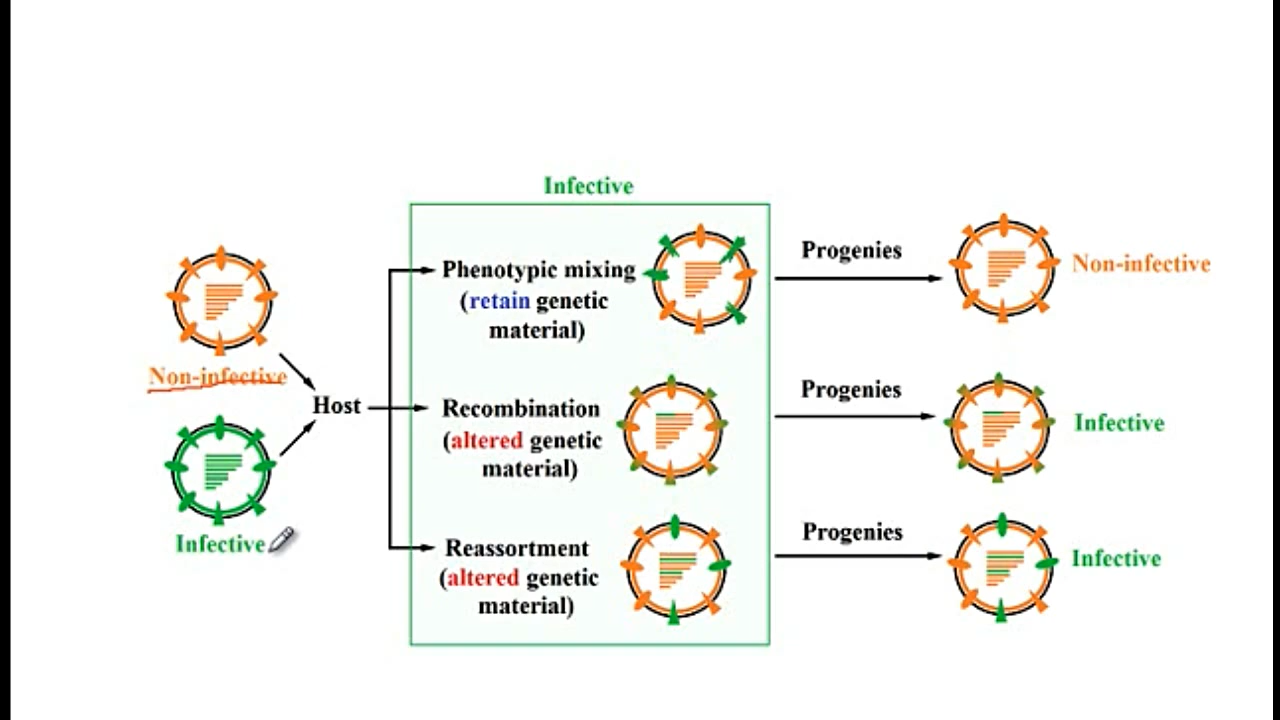 Infective
Non-infective
Infective
Host
Phenotypic mixing
(retain genetic
material)
Recombination
(altered genetic
material)
Reassortment
(altered genetic
material)
Progenies
Non-infective
Progenies
Infective
Progenies
Infective